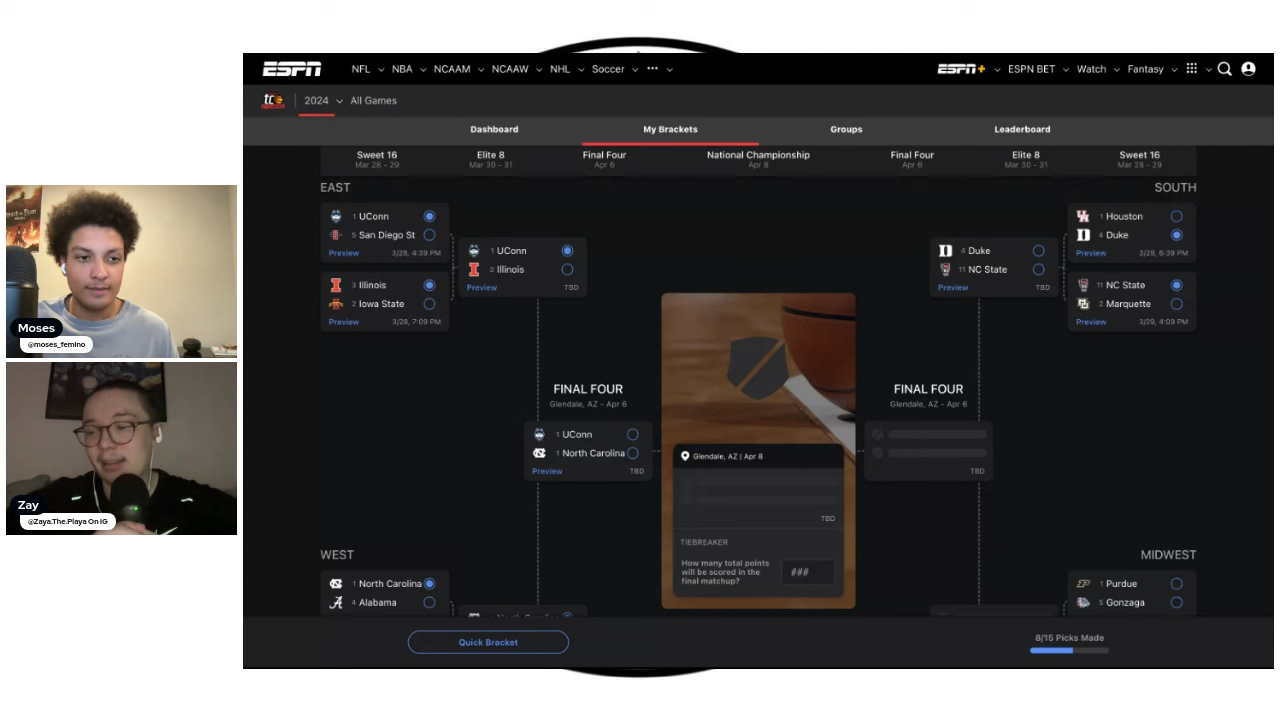 ESPN
NFL NBA NCAAM NCAAW NHL Soccer ...
ESPN+ ESPN BET Watch Fantasy
tc 2024 All Games
Dashboard My Brackets Groups Leaderboard
Sweet 16 Elite 8 Final Four National Championship Final Four Elite 8 Sweet 16
Mar 28 - 29 Mar 30 - 31 Apr 6 Apr 8 Apr 6 Mar 30 - 31 Mar 28 - 29
EAST
1 UConn
5 San Diego St
Preview 3/28, 4:39 PM
3 Illinois
2 Iowa State
Preview 3/28, 7:09 PM
1 UConn
3 Illinois
Preview TBD
SOUTH
1 Houston
4 Duke
Preview 3/29, 6:39 PM
11 NC State
2 Marquette
Preview 3/29, 4:09 PM
4 Duke
11 NC State
Preview TBD
FINAL FOUR
Glendale, AZ - Apr 6
1 UConn
1 North Carolina
Preview TBD
Glendale, AZ | Apr 8
TBD
TIEBREAKER
How many total points
will be scored in the
final matchup?
###
FINAL FOUR
Glendale, AZ - Apr 6
TBD
WEST
1 North Carolina
4 Alabama
MIDWEST
1 Purdue
5 Gonzaga
Quick Bracket
8/15 Picks Made
Moses
@moses_femino
Zay
@Zaya.The.Playa On IG